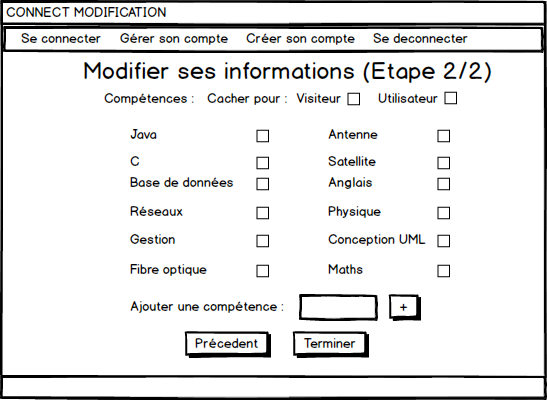 CONNECT MODIFICATION
Se connecter Gérer son compte Créer son compte Se deconnecter
Modifier ses informations (Etape 2/2)
Compétences : Cacher pour : Visiteur Utilisateur
Java Antenne
C Satellite
Base de données Anglais
Réseaux Physique
Gestion Conception UML
Fibre optique Maths
Ajouter une compétence : +
Précedent Terminer